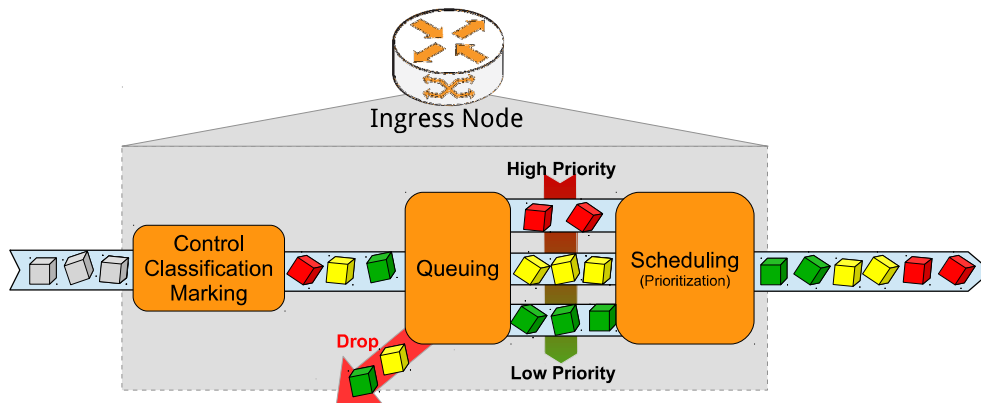 Ingress Node
High Priority
Control
Classification
Marking
Queuing
Scheduling
(Prioritization)
Drop
Low Priority